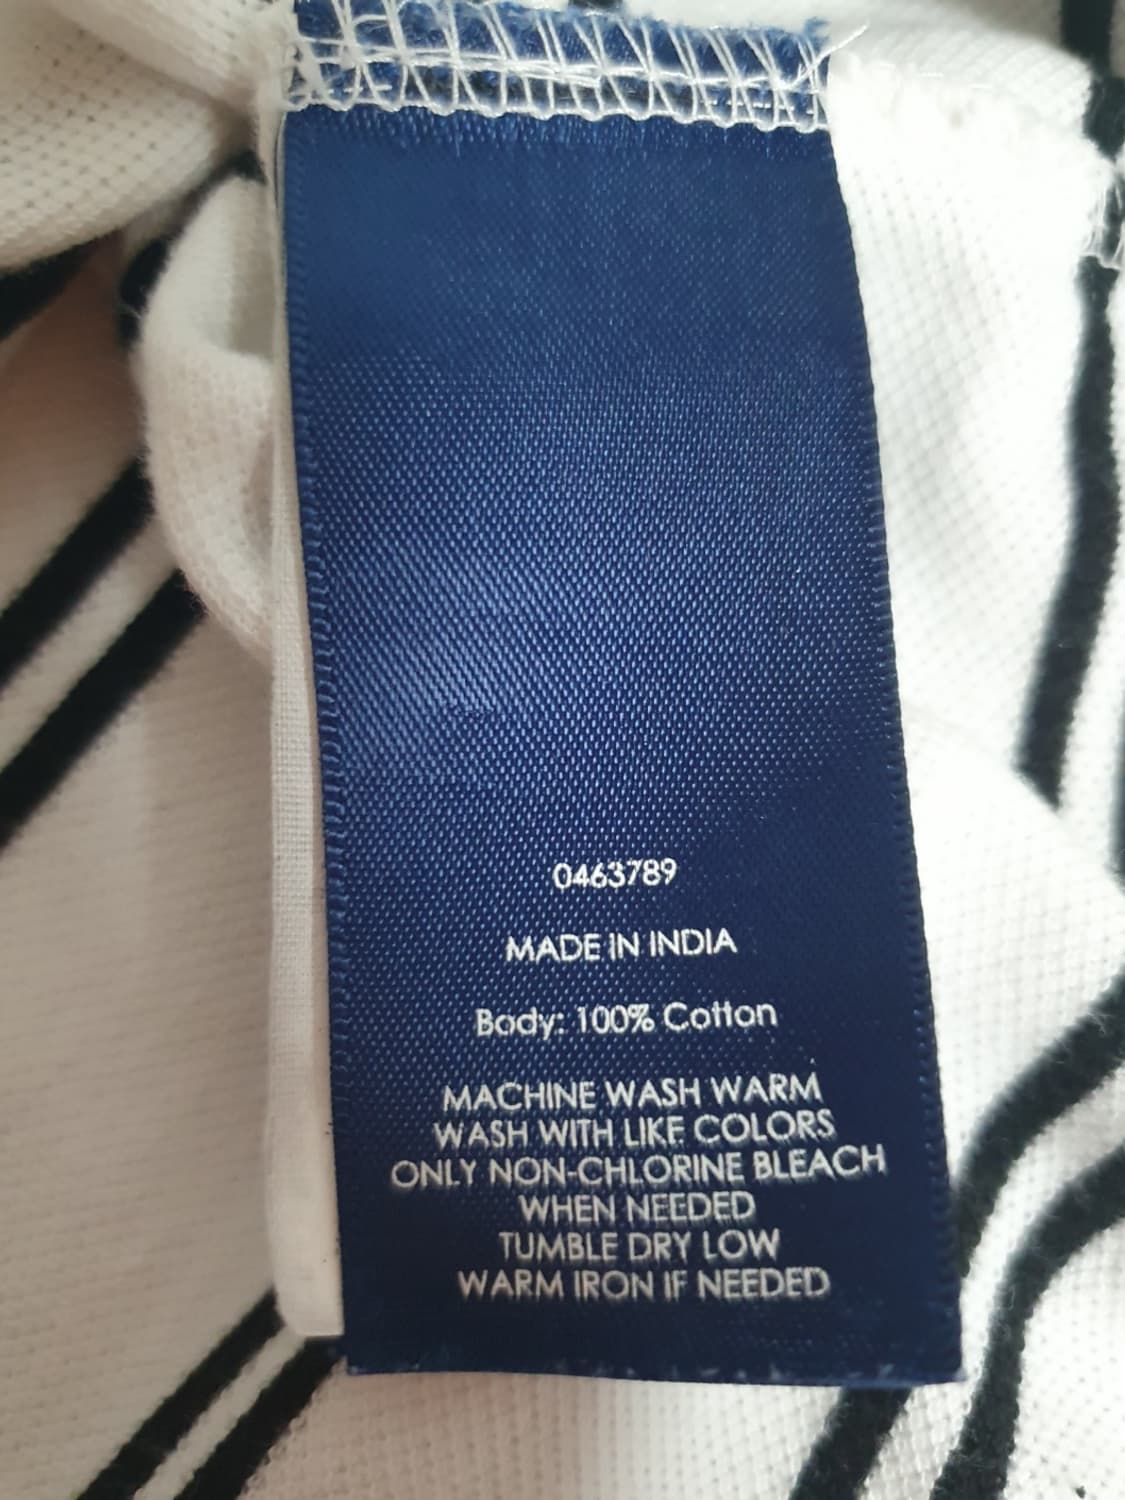 0463789
MADE IN INDIA
Body: 100% Cotton
MACHINE WASH WARM
WASH WITH LIKE COLORS
ONLY NON-CHLORINE BLEACH
WHEN NEEDED
TUMBLE DRY LOW
WARM IRON IF NEEDED